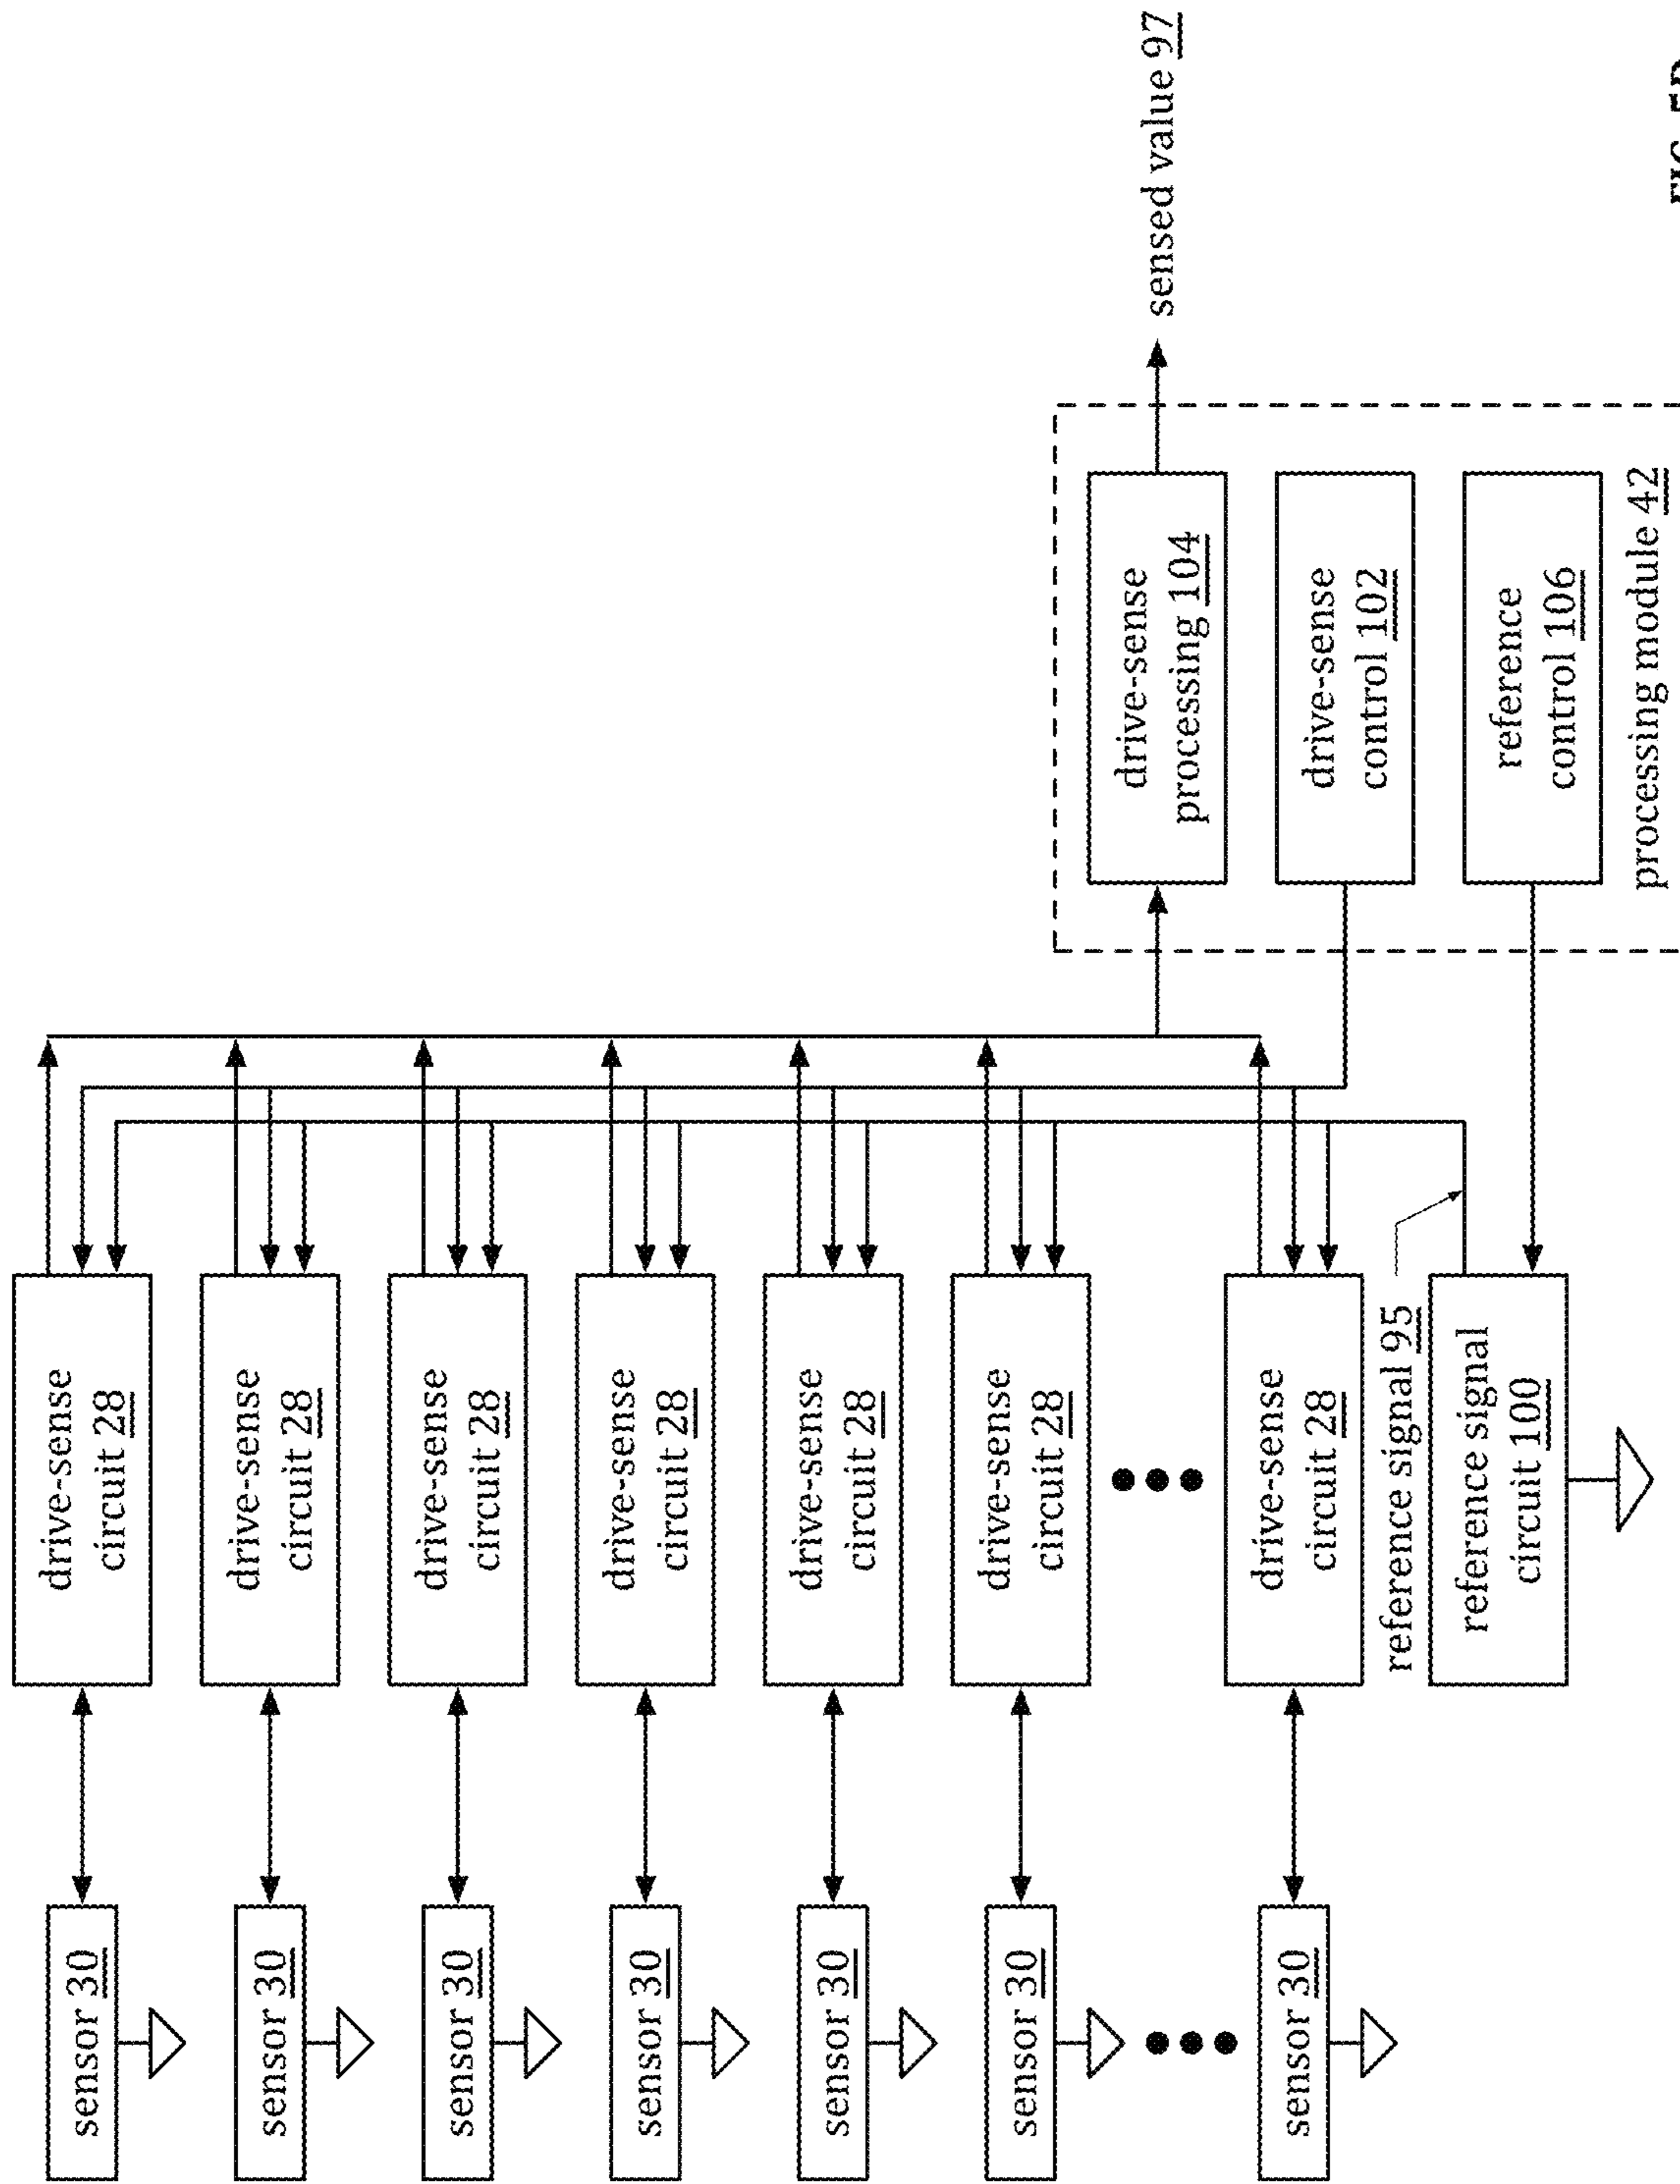 sensor 30
drive-sense
circuit 28
sensor 30
drive-sense
circuit 28
sensor 30
drive-sense
circuit 28
sensor 30
drive-sense
circuit 28
sensor 30
drive-sense
circuit 28
sensor 30
drive-sense
circuit 28
drive-sense
processing 104
sensed value 97
sensor 30
drive-sense
circuit 28
drive-sense
control 102
reference signal 95
reference signal
circuit 100
reference
control 106
processing module 42